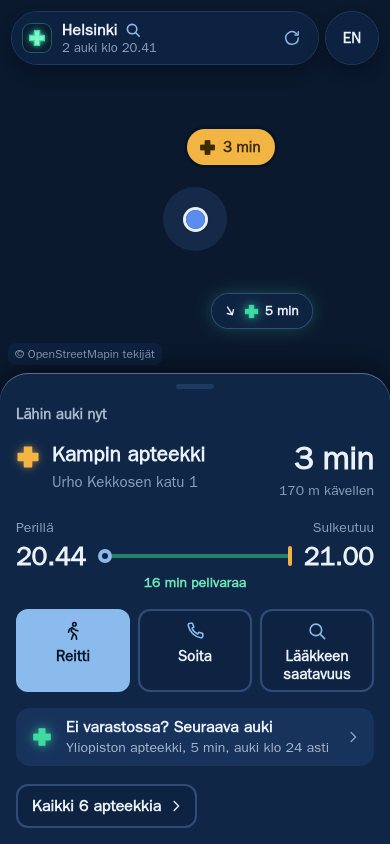 Helsinki
2 auki klo 20.41
EN
3 min
5 min
© OpenStreetMapin tekijät
Lähin auki nyt
Kampin apteekki
3 min
Urho Kekkosen katu 1
170 m kävellen
Perillä
Sulkeutuu
20.44
21.00
16 min pelivaraa
Reitti
Soita
Lääkkeen
saatavuus
Ei varastossa? Seuraava auki
Yliopiston apteekki, 5 min, auki klo 24 asti
Kaikki 6 apteekkia